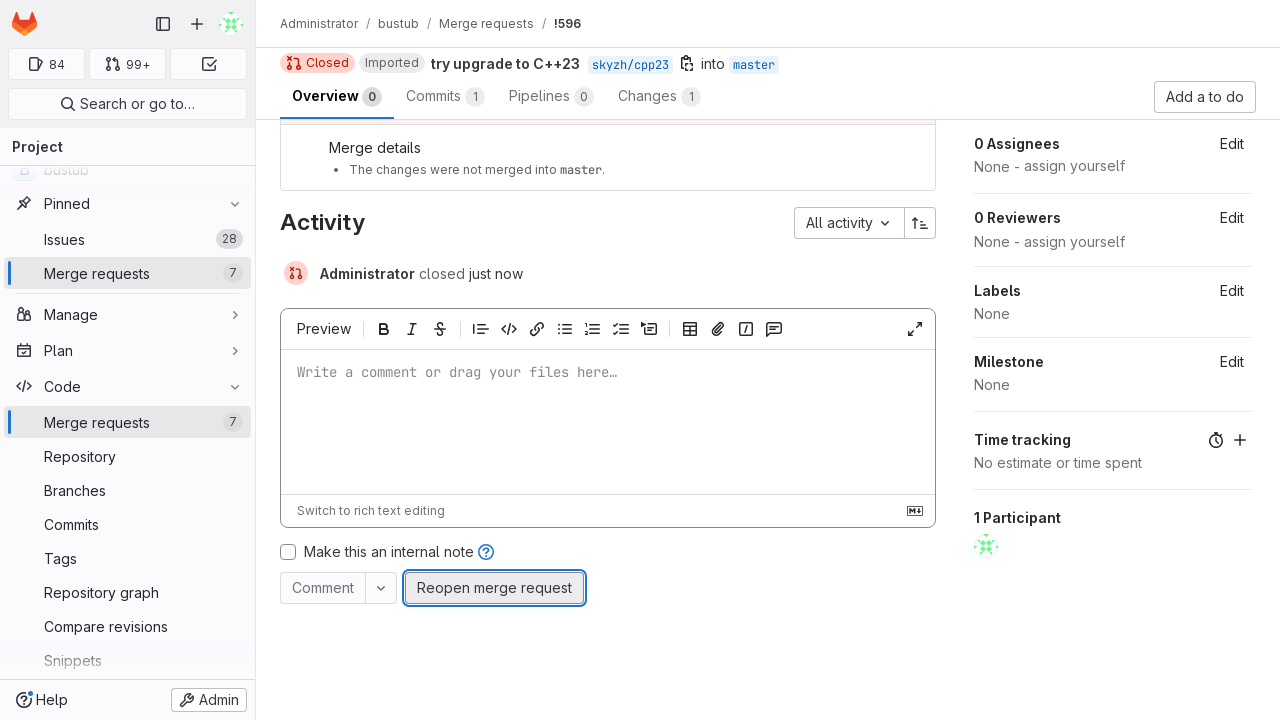 84
99+
Search or go to…
Project
bustub
Pinned
Issues 28
Merge requests 7
Manage
Plan
Code
Merge requests 7
Repository
Branches
Commits
Tags
Repository graph
Compare revisions
Snippets
Help
Admin
Administrator / bustub / Merge requests / !596
Closed Imported try upgrade to C++23 skyzh/cpp23 into master
Overview 0 Commits 1 Pipelines 0 Changes 1
Add a to do
Merge details
• The changes were not merged into master.
Activity
All activity
Administrator closed just now
Preview
Write a comment or drag your files here…
Switch to rich text editing
Make this an internal note
Comment
Reopen merge request
0 Assignees Edit
None - assign yourself
0 Reviewers Edit
None - assign yourself
Labels Edit
None
Milestone Edit
None
Time tracking
No estimate or time spent
1 Participant